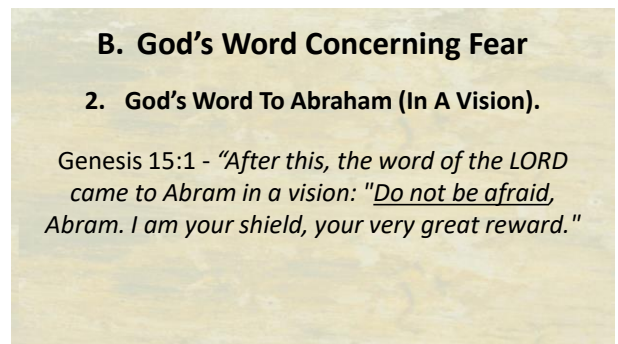 B. God’s Word Concerning Fear
2. God’s Word To Abraham (In A Vision).
Genesis 15:1 - “After this, the word of the LORD
came to Abram in a vision: "Do not be afraid,
Abram. I am your shield, your very great reward."